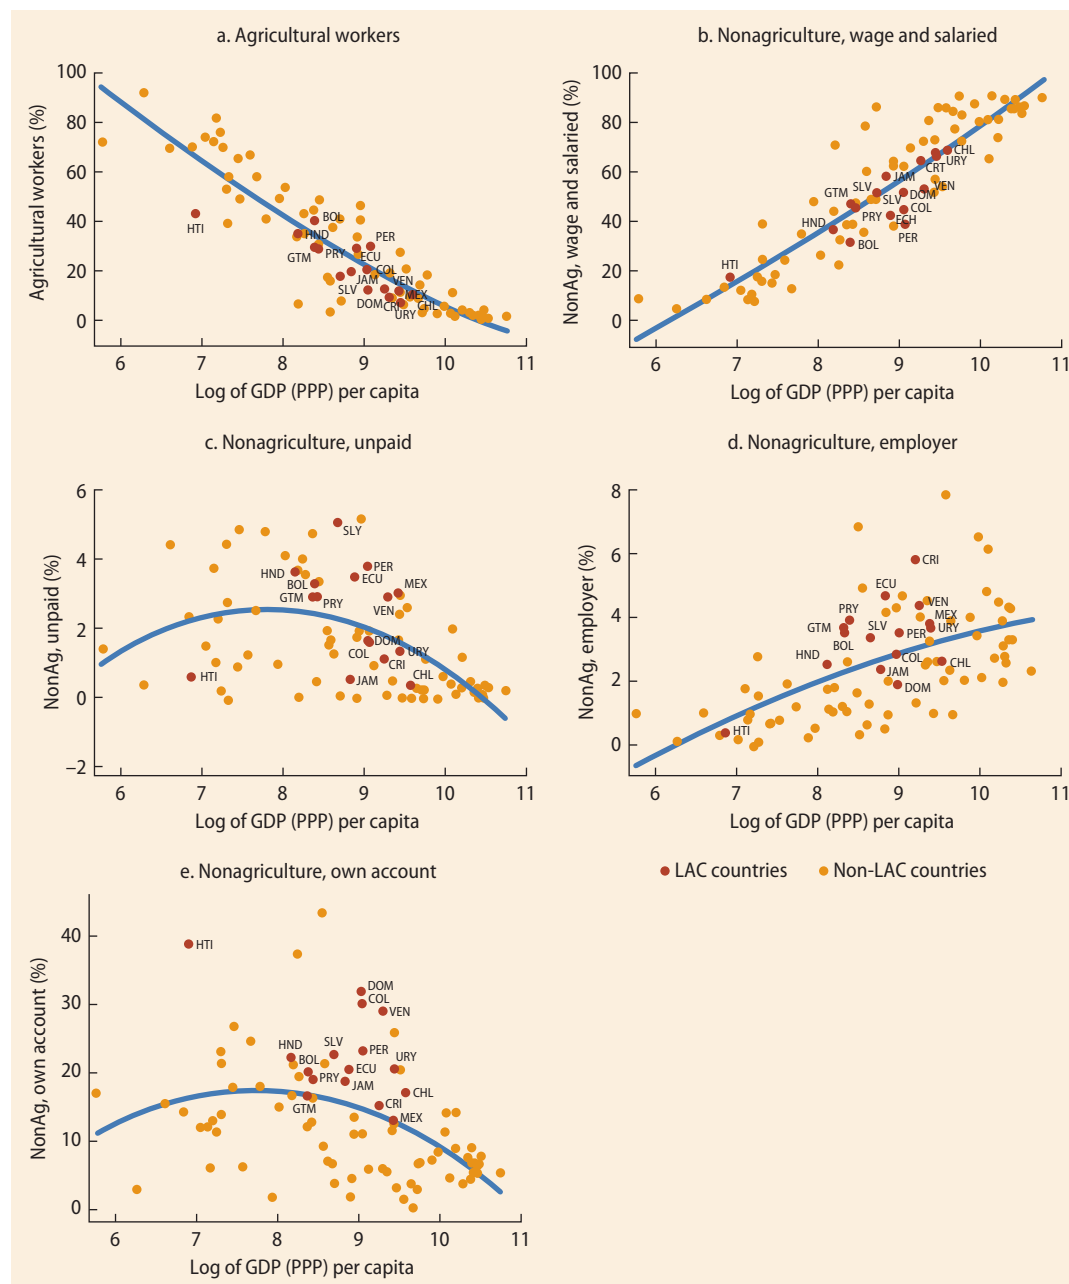 a. Agricultural workers
100
80
60
40
20
0
Agricultural workers (%)
HTI
BOL
HND
GTM
PRY
PER
ECU
COL
JAM
SLV
VEN
DOM
CRI
MEX
CHL
URY
6 7 8 9 10 11
Log of GDP (PPP) per capita
b. Nonagriculture, wage and salaried
100
80
60
40
20
0
NonAg, wage and salaried (%)
HTI
HND
GTM
SLV
PRY
BOL
JAM
SLV
DOM
COL
ECH
PER
VEN
CRT
URY
CHL
6 7 8 9 10 11
Log of GDP (PPP) per capita
c. Nonagriculture, unpaid
6
4
2
0
–2
NonAg, unpaid (%)
SLY
HND
BOL
GTM
PRY
PER
ECU
MEX
VEN
DOM
COL
URY
CRI
JAM
CHL
HTI
6 7 8 9 10 11
Log of GDP (PPP) per capita
d. Nonagriculture, employer
8
6
4
2
0
NonAg, employer (%)
CRI
ECU
VEN
PRY
MEX
GTM
SLV
PER
URY
BOL
HND
COL
CHL
JAM
DOM
HTI
6 7 8 9 10 11
Log of GDP (PPP) per capita
e. Nonagriculture, own account
40
30
20
10
0
NonAg, own account (%)
HTI
DOM
COL
VEN
HND
SLV
PER
URY
BOL
ECU
PRY
JAM
CHL
GTM
CRI
MEX
6 7 8 9 10 11
Log of GDP (PPP) per capita
LAC countries Non-LAC countries